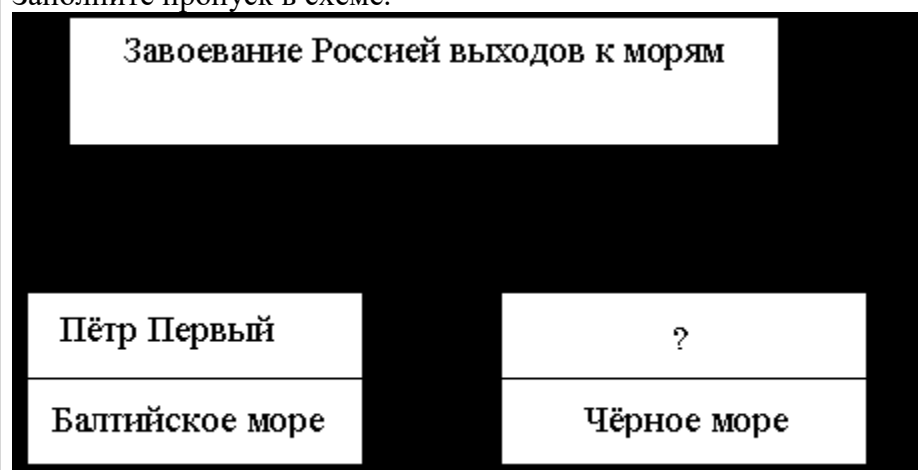 Заполните пропуск в схеме.
Завоевание Россией выходов к морям
Пётр Первый
?
Балтийское море
Чёрное море